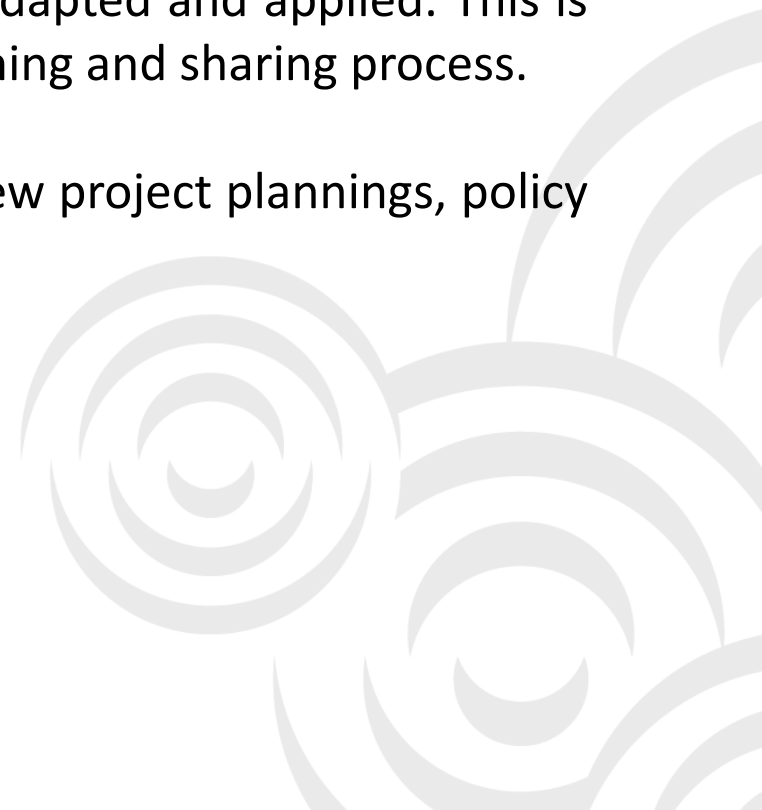 dapted and applied. This is
ning and sharing process.
ew project plannings, policy